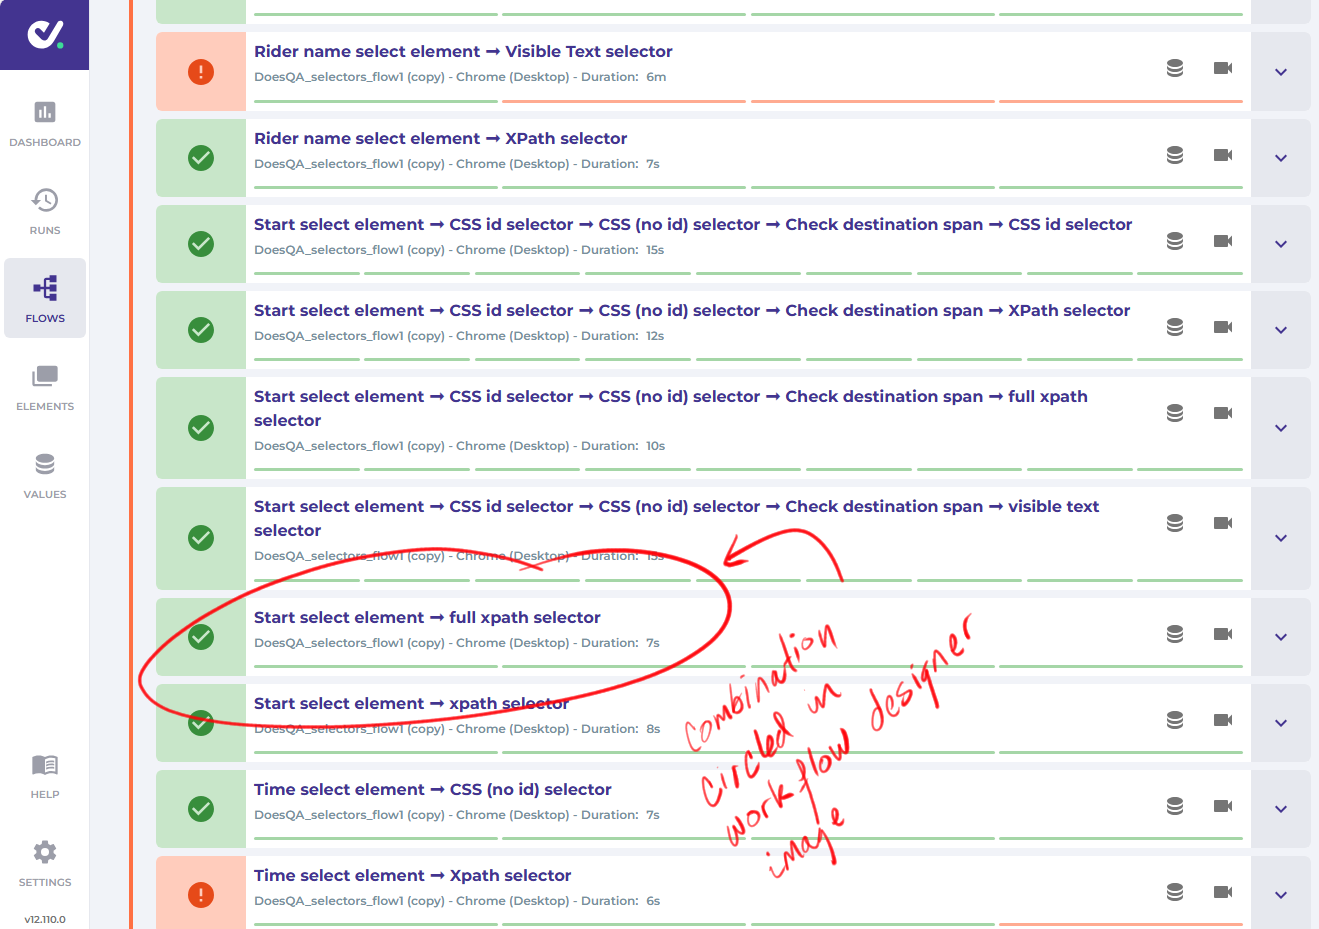 DASHBOARD
RUNS
FLOWS
ELEMENTS
VALUES
HELP
SETTINGS
v12.110.0
Rider name select element → Visible Text selector
DoesQA_selectors_flow1 (copy) - Chrome (Desktop) - Duration: 6m
Rider name select element → XPath selector
DoesQA_selectors_flow1 (copy) - Chrome (Desktop) - Duration: 7s
Start select element → CSS id selector → CSS (no id) selector → Check destination span → CSS id selector
DoesQA_selectors_flow1 (copy) - Chrome (Desktop) - Duration: 15s
Start select element → CSS id selector → CSS (no id) selector → Check destination span → XPath selector
DoesQA_selectors_flow1 (copy) - Chrome (Desktop) - Duration: 12s
Start select element → CSS id selector → CSS (no id) selector → Check destination span → full xpath
selector
DoesQA_selectors_flow1 (copy) - Chrome (Desktop) - Duration: 10s
Start select element → CSS id selector → CSS (no id) selector → Check destination span → visible text
selector
DoesQA_selectors_flow1 (copy) - Chrome (Desktop) - Duration: 13s
Start select element → full xpath selector
DoesQA_selectors_flow1 (copy) - Chrome (Desktop) - Duration: 7s
Start select element → xpath selector
DoesQA_selectors_flow1 (copy) - Chrome (Desktop) - Duration: 8s
Time select element → CSS (no id) selector
DoesQA_selectors_flow1 (copy) - Chrome (Desktop) - Duration: 7s
Time select element → Xpath selector
DoesQA_selectors_flow1 (copy) - Chrome (Desktop) - Duration: 6s
combination
circled in
workflow designer
image